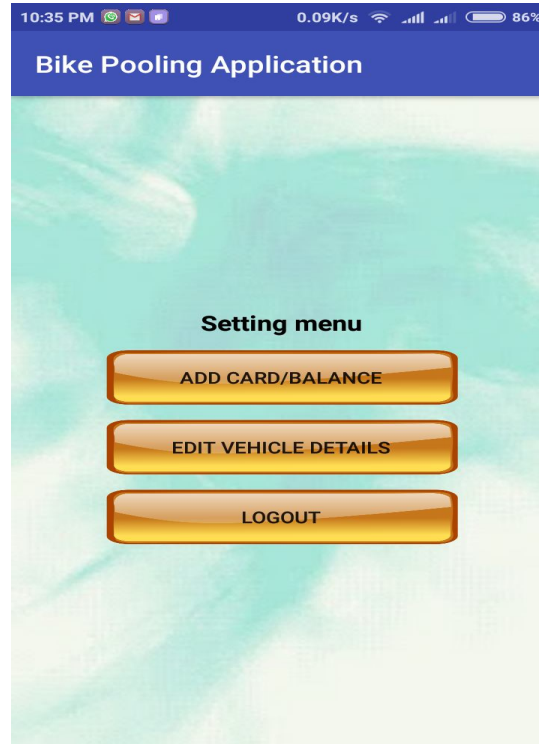 10:35 PM 0.09K/s 86%
Bike Pooling Application
Setting menu
ADD CARD/BALANCE
EDIT VEHICLE DETAILS
LOGOUT